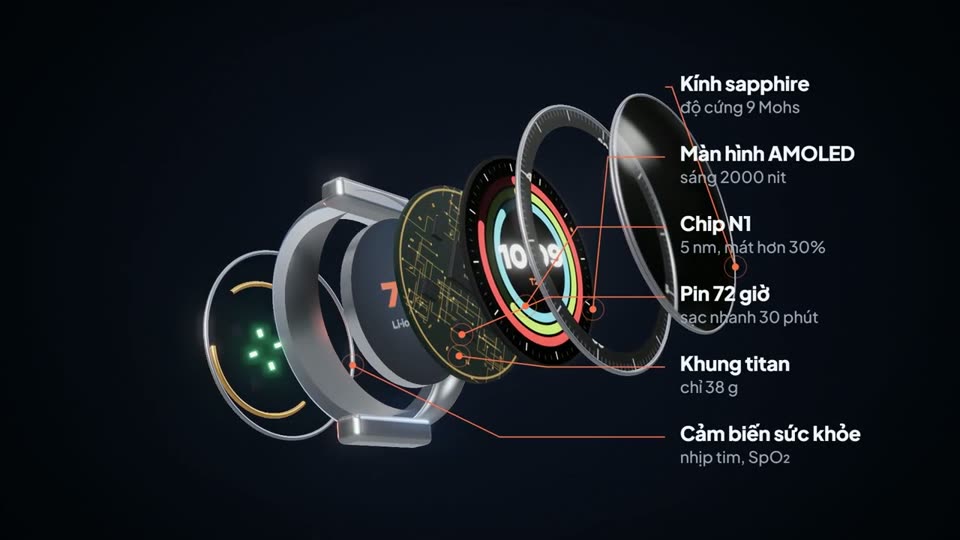 Kính sapphire
độ cứng 9 Mohs
Màn hình AMOLED
sáng 2000 nit
Chip N1
5 nm, mát hơn 30%
Pin 72 giờ
sạc nhanh 30 phút
Khung titan
chỉ 38 g
Cảm biến sức khỏe
nhịp tim, SpO₂